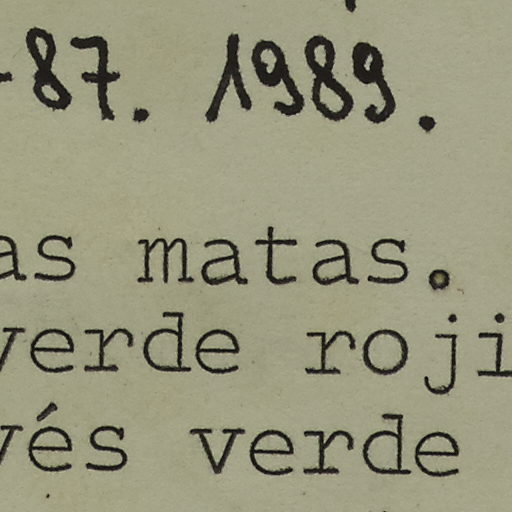 -87. 1989.
as matas.
verde roji
vés verde